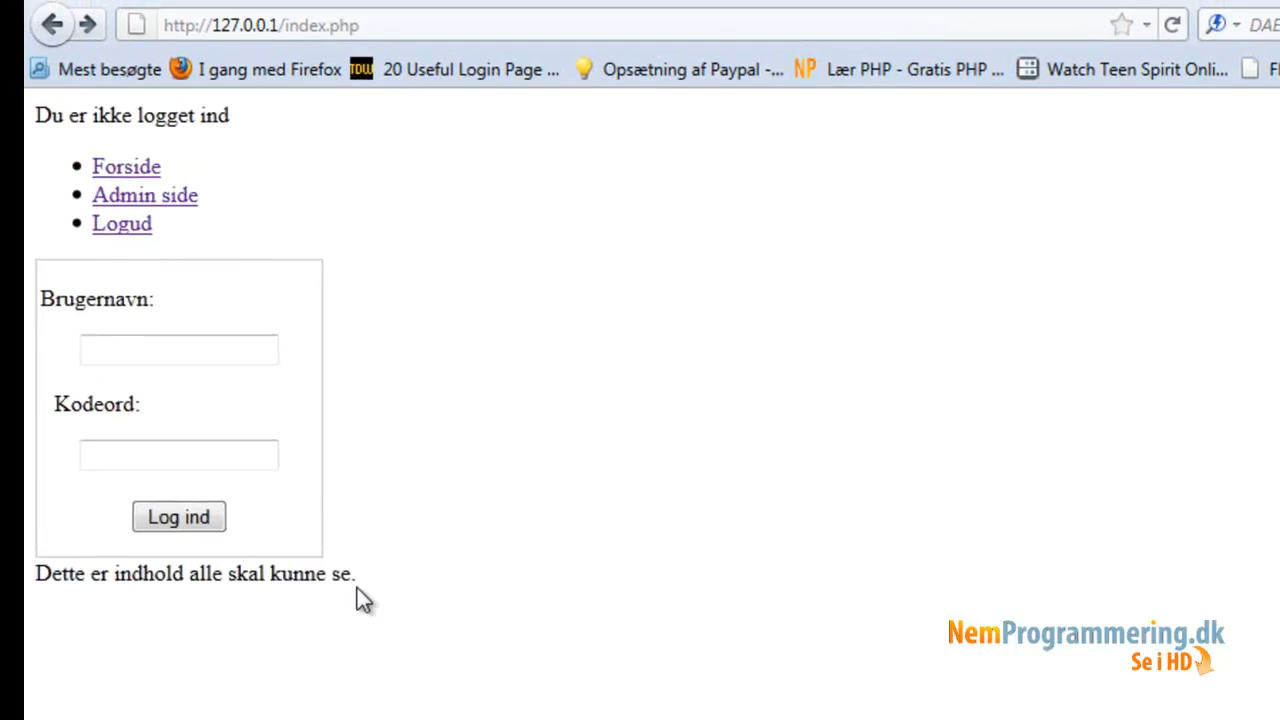 http://127.0.0.1/index.php
Mest besøgte I gang med Firefox TDW 20 Useful Login Page ... Opsætning af Paypal -... NP Lær PHP - Gratis PHP ... Watch Teen Spirit Onli...
Du er ikke logget ind
Forside
Admin side
Logud
Brugernavn:
Kodeord:
Log ind
Dette er indhold alle skal kunne se.
NemProgrammering.dk
Se i HD